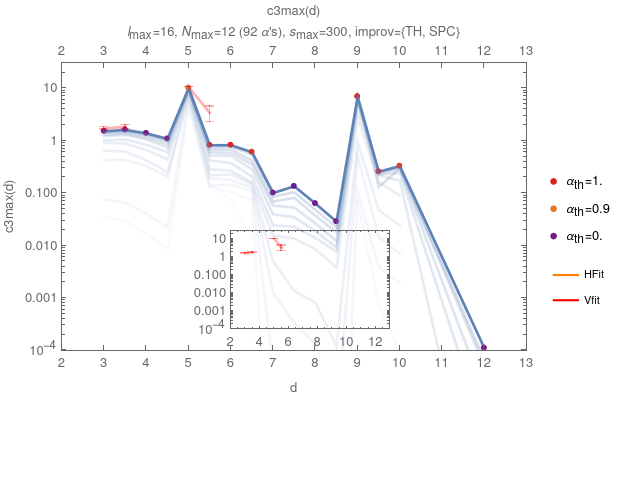 c3max(d)
lmax=16, Nmax=12 (92 α's), smax=300, improv={TH, SPC}
2 3 4 5 6 7 8 9 10 11 12 13
10
1
0.100
0.010
0.001
10⁻⁴
c3max(d)
10
1
0.100
0.010
0.001
10⁻⁴
2 4 6 8 10 12
2 3 4 5 6 7 8 9 10 11 12 13
d
αth=1.
αth=0.9
αth=0.
HFit
Vfit